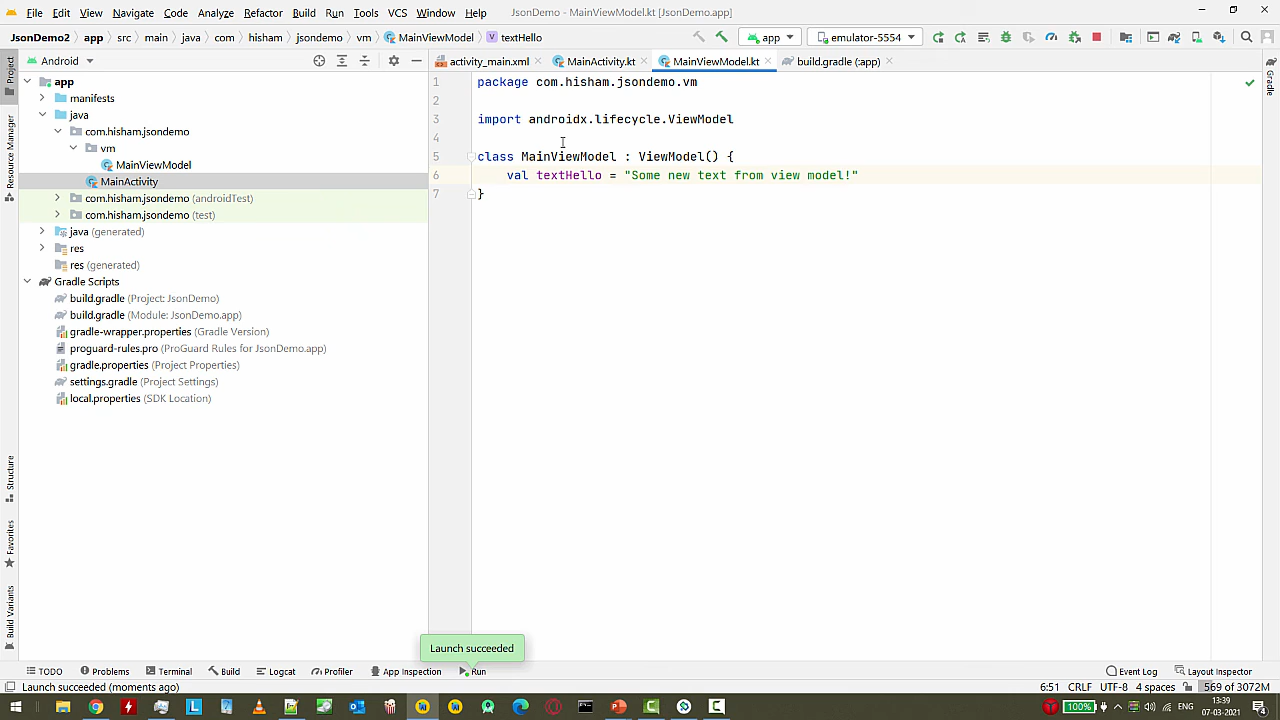 File Edit View Navigate Code Analyze Refactor Build Run Tools VCS Window Help JsonDemo - MainViewModel.kt [JsonDemo.app]
JsonDemo2 app src main java com hisham jsondemo vm MainViewModel textHello app emulator-5554
Android activity_main.xml MainActivity.kt MainViewModel.kt build.gradle (:app)
Project
Resource Manager
Structure
Favorites
Build Variants
Gradle
app
manifests
java
com.hisham.jsondemo
vm
MainViewModel
MainActivity
com.hisham.jsondemo (androidTest)
com.hisham.jsondemo (test)
java (generated)
res
res (generated)
Gradle Scripts
build.gradle (Project: JsonDemo)
build.gradle (Module: JsonDemo.app)
gradle-wrapper.properties (Gradle Version)
proguard-rules.pro (ProGuard Rules for JsonDemo.app)
gradle.properties (Project Properties)
settings.gradle (Project Settings)
local.properties (SDK Location)
1 package com.hisham.jsondemo.vm
2
3 import androidx.lifecycle.ViewModel
4
5 class MainViewModel : ViewModel() {
6 val textHello = "Some new text from view model!"
7 }
Launch succeeded
TODO Problems Terminal Build Logcat Profiler App Inspection Run Event Log Layout Inspector
Launch succeeded (moments ago) 6:51 CRLF UTF-8 4 spaces 569 of 3072M
100% 13:39
07-03-2021